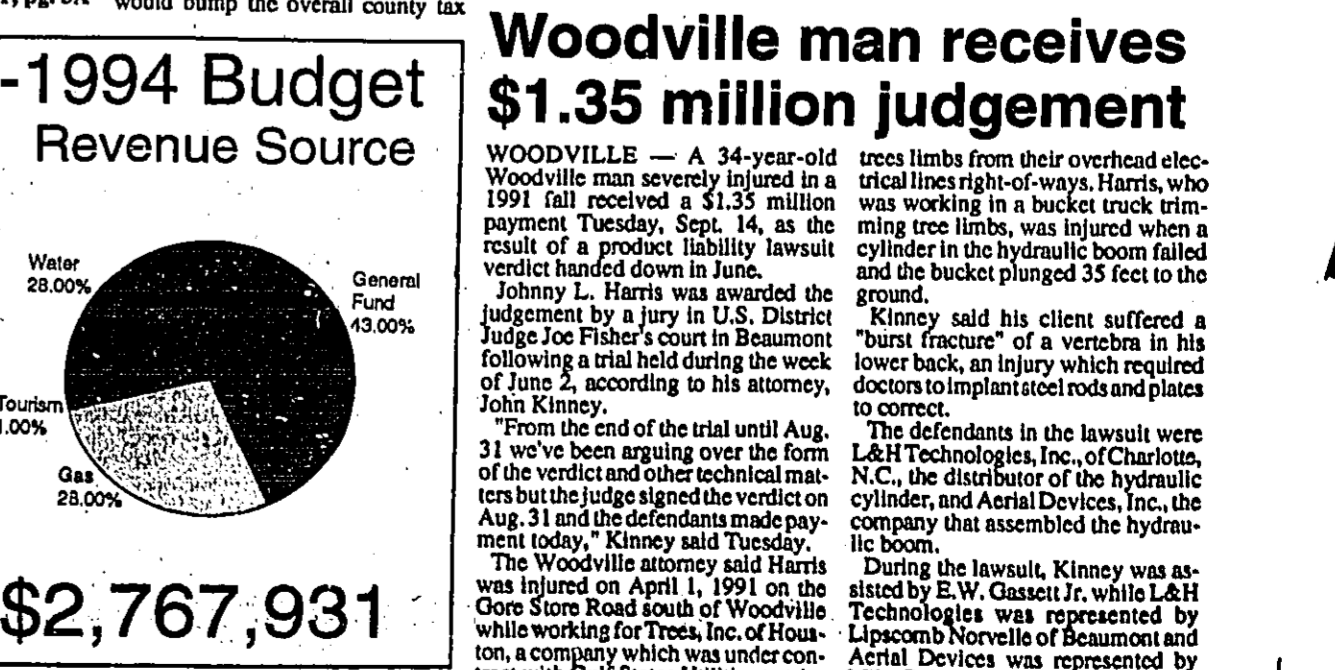 would bump the overall county tax
-1994 Budget
Revenue Source
Water
28.00%
General
Fund
43.00%
Tourism
1.00%
Gas
28.00%
$2,767,931
Woodville man receives
$1.35 million judgement
WOODVILLE — A 34-year-old
Woodville man severely injured in a
1991 fall received a $1.35 million
payment Tuesday, Sept. 14, as the
result of a product liability lawsuit
verdict handed down in June.
Johnny L. Harris was awarded the
judgement by a jury in U.S. District
Judge Joe Fisher's court in Beaumont
following a trial held during the week
of June 2, according to his attorney,
John Kinney.
"From the end of the trial until Aug.
31 we've been arguing over the form
of the verdict and other technical mat-
ters but the judge signed the verdict on
Aug. 31 and the defendants made pay-
ment today," Kinney said Tuesday.
The Woodville attorney said Harris
was injured on April 1, 1991 on the
Gore Store Road south of Woodville
while working for Trees, Inc. of Hous-
ton, a company which was under con-
trees limbs from their overhead elec-
trical lines right-of-ways. Harris, who
was working in a bucket truck trim-
ming tree limbs, was injured when a
cylinder in the hydraulic boom failed
and the bucket plunged 35 feet to the
ground.
Kinney said his client suffered a
"burst fracture" of a vertebra in his
lower back, an injury which required
doctors to implant steel rods and plates
to correct.
The defendants in the lawsuit were
L&H Technologies, Inc., of Charlotte,
N.C., the distributor of the hydraulic
cylinder, and Aerial Devices, Inc., the
company that assembled the hydrau-
lic boom.
During the lawsuit, Kinney was as-
sisted by E.W. Gassett Jr. while L&H
Technologies was represented by
Lipscomb Norvelle of Beaumont and
Aerial Devices was represented by